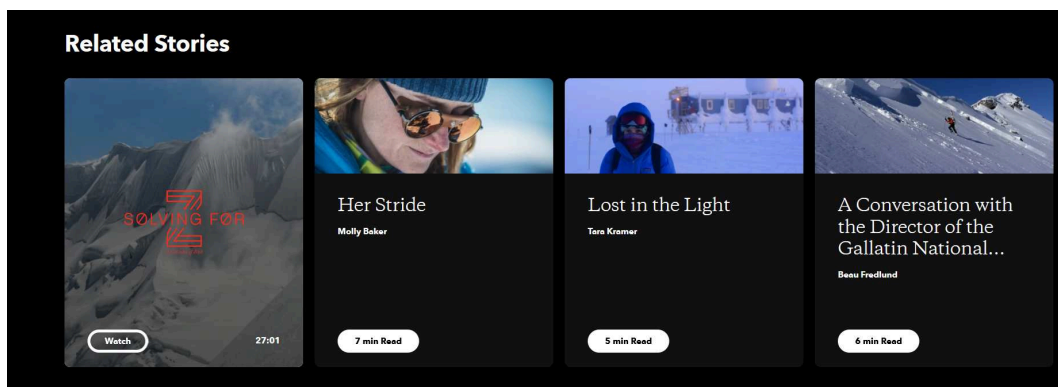 Related Stories
SØLVING FØR
Z
Watch
27:01
Her Stride
Molly Baker
7 min Read
Lost in the Light
Tara Kramer
5 min Read
A Conversation with
the Director of the
Gallatin National...
Beau Fredlund
6 min Read